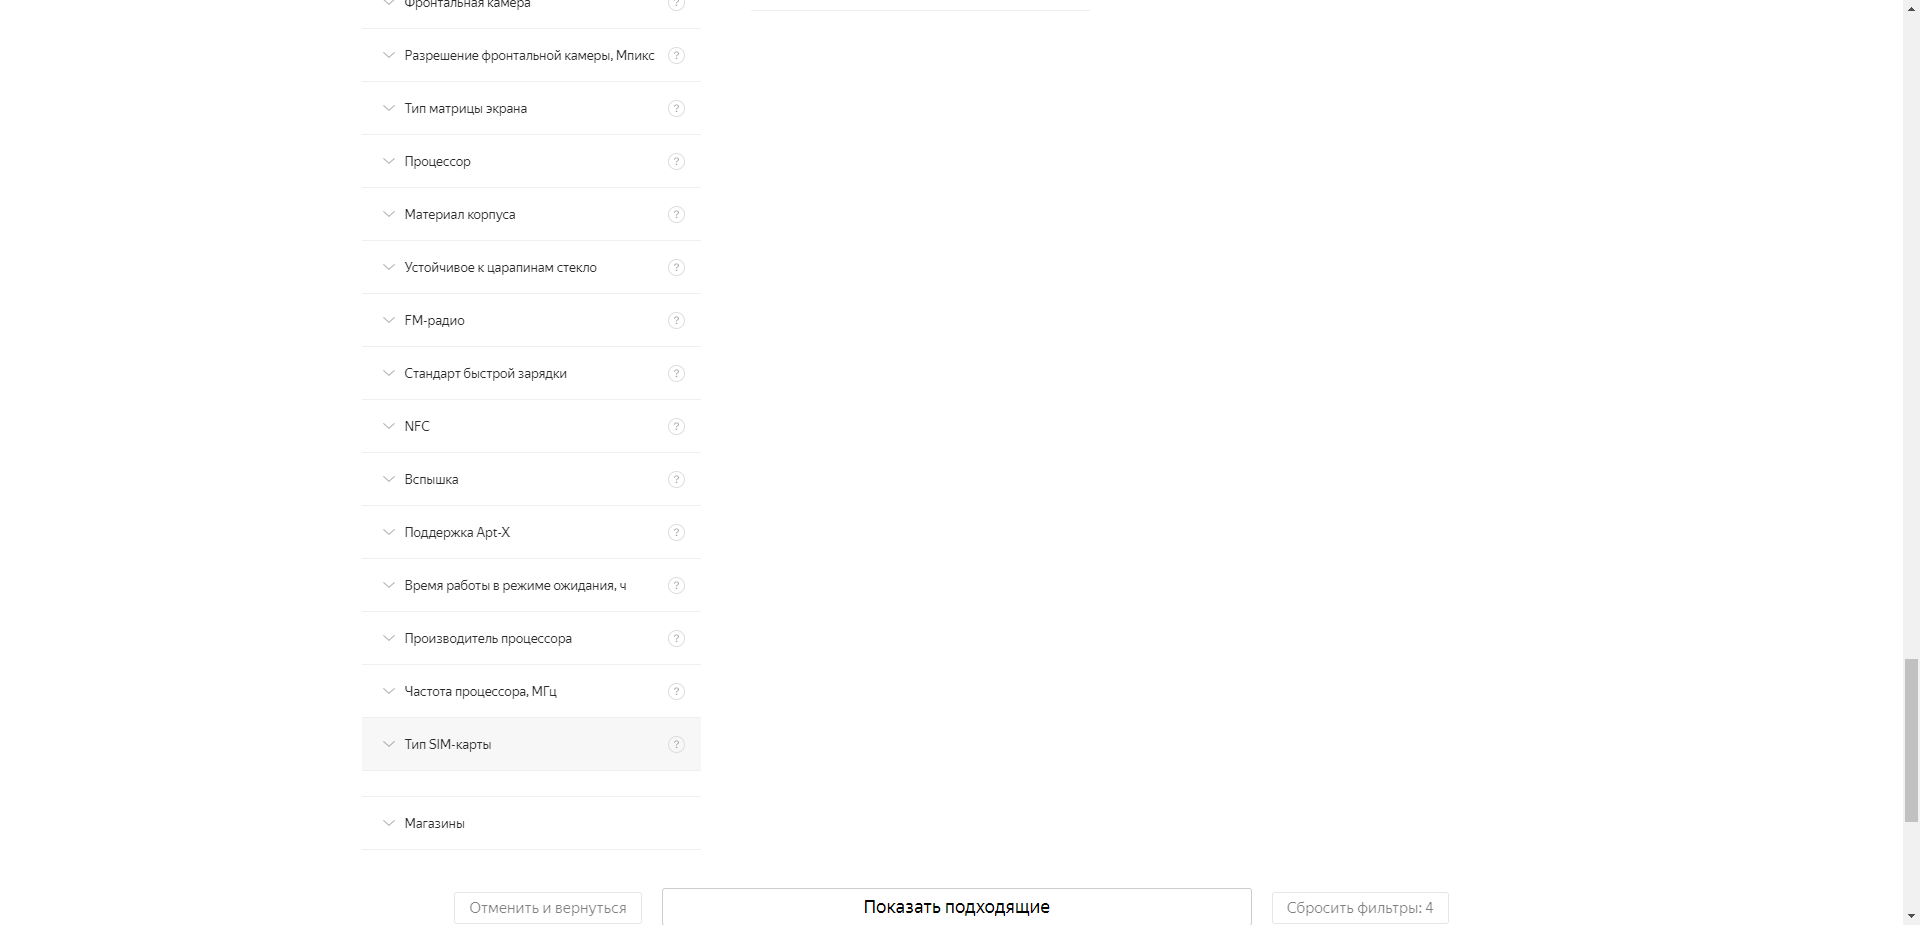 Фронтальная камера
?
Разрешение фронтальной камеры, Мпикс
?
Тип матрицы экрана
?
Процессор
?
Материал корпуса
?
Устойчивое к царапинам стекло
?
FM-радио
?
Стандарт быстрой зарядки
?
NFC
?
Вспышка
?
Поддержка Apt-X
?
Время работы в режиме ожидания, ч
?
Производитель процессора
?
Частота процессора, МГц
?
Тип SIM-карты
?
Магазины
Отменить и вернуться
Показать подходящие
Сбросить фильтры: 4